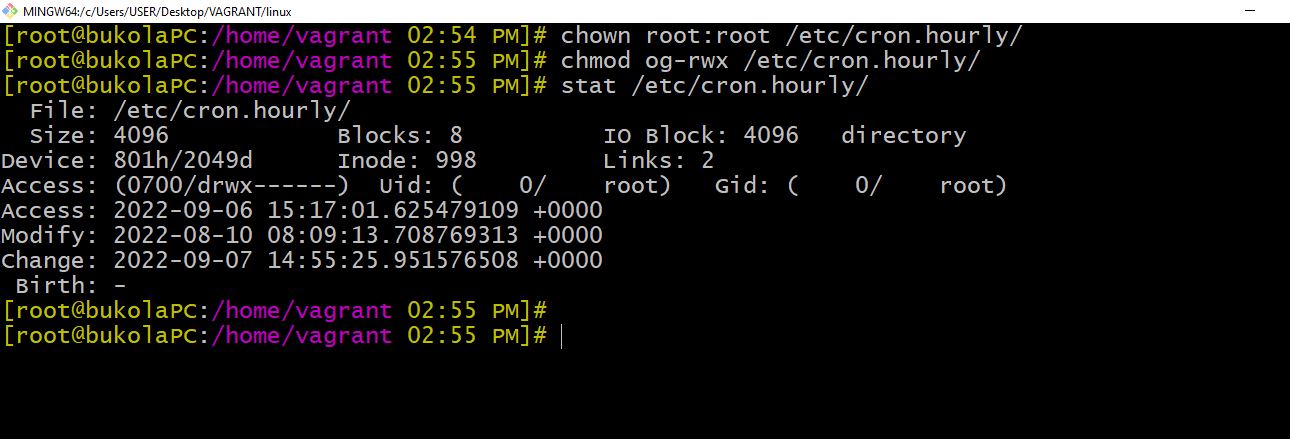 MINGW64:/c/Users/USER/Desktop/VAGRANT/linux
[root@bukolaPC:/home/vagrant 02:54 PM]# chown root:root /etc/cron.hourly/
[root@bukolaPC:/home/vagrant 02:55 PM]# chmod og-rwx /etc/cron.hourly/
[root@bukolaPC:/home/vagrant 02:55 PM]# stat /etc/cron.hourly/
  File: /etc/cron.hourly/
  Size: 4096            Blocks: 8          IO Block: 4096   directory
Device: 801h/2049d      Inode: 998         Links: 2
Access: (0700/drwx------)  Uid: (    0/    root)   Gid: (    0/    root)
Access: 2022-09-06 15:17:01.625479109 +0000
Modify: 2022-08-10 08:09:13.708769313 +0000
Change: 2022-09-07 14:55:25.951576508 +0000
 Birth: -
[root@bukolaPC:/home/vagrant 02:55 PM]#
[root@bukolaPC:/home/vagrant 02:55 PM]#